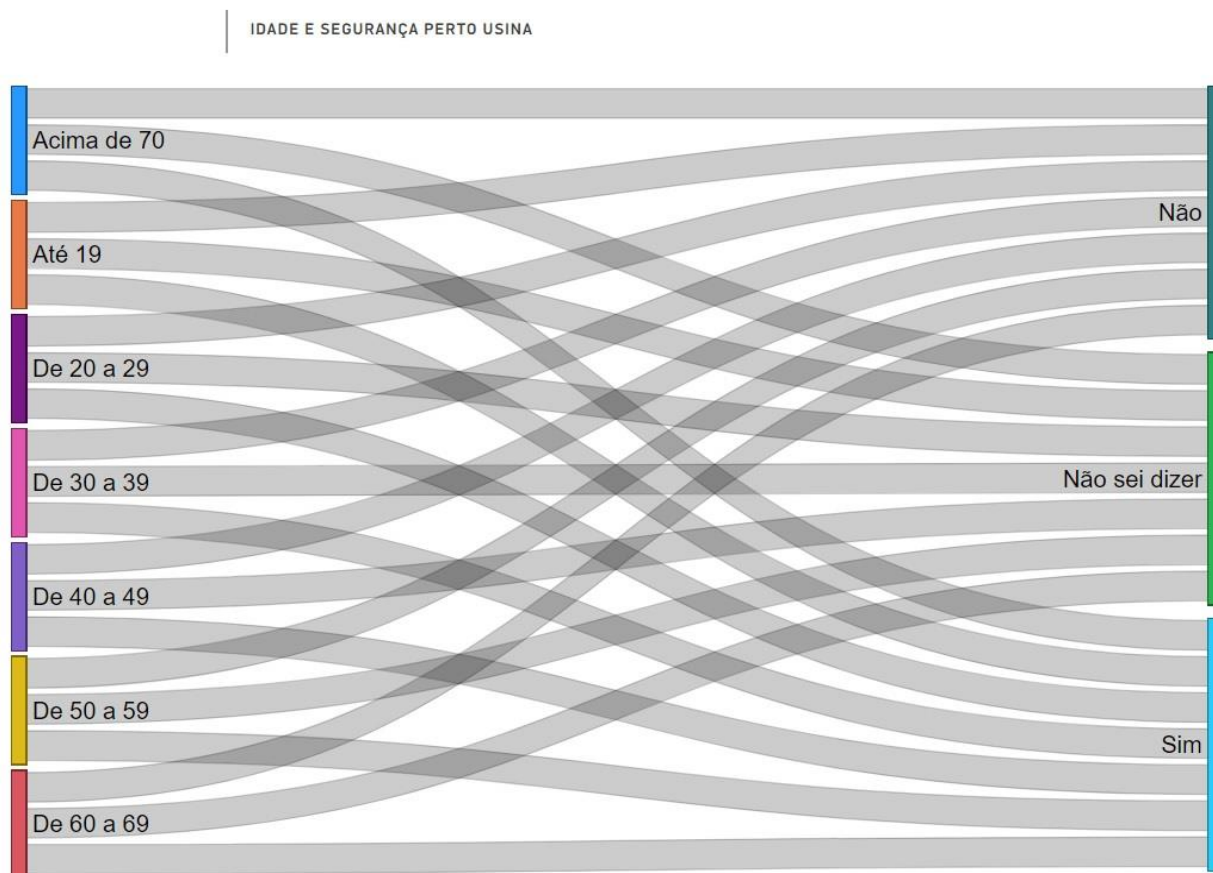 IDADE E SEGURANÇA PERTO USINA
Acima de 70
Até 19
De 20 a 29
De 30 a 39
De 40 a 49
De 50 a 59
De 60 a 69
Não
Não sei dizer
Sim